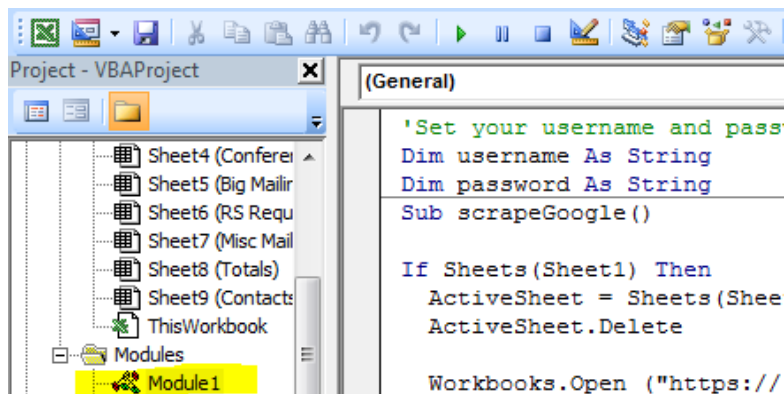 Project - VBAProject
Sheet4 (Conferer
Sheet5 (Big Mailir
Sheet6 (RS Requ
Sheet7 (Misc Mail
Sheet8 (Totals)
Sheet9 (Contacts
ThisWorkbook
Modules
Module1
(General)
'Set your username and pass
Dim username As String
Dim password As String
Sub scrapeGoogle()
If Sheets(Sheet1) Then
ActiveSheet = Sheets(Shee
ActiveSheet.Delete
Workbooks.Open ("https://